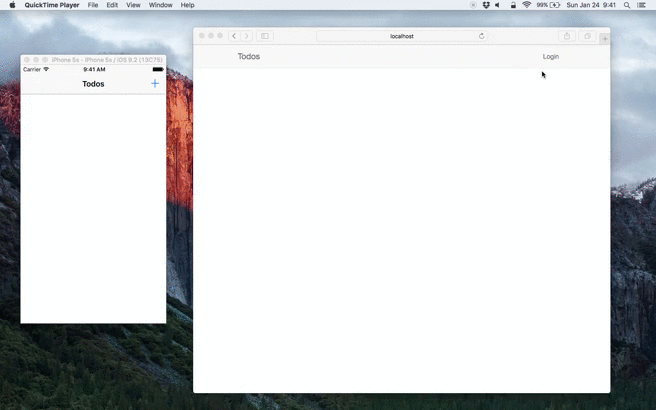 QuickTime Player File Edit View Window Help 99% Sun Jan 24 9:41
iPhone 5s - iPhone 5s / iOS 9.2 (13C75)
Carrier 9:41 AM
Todos +
localhost
Todos Login